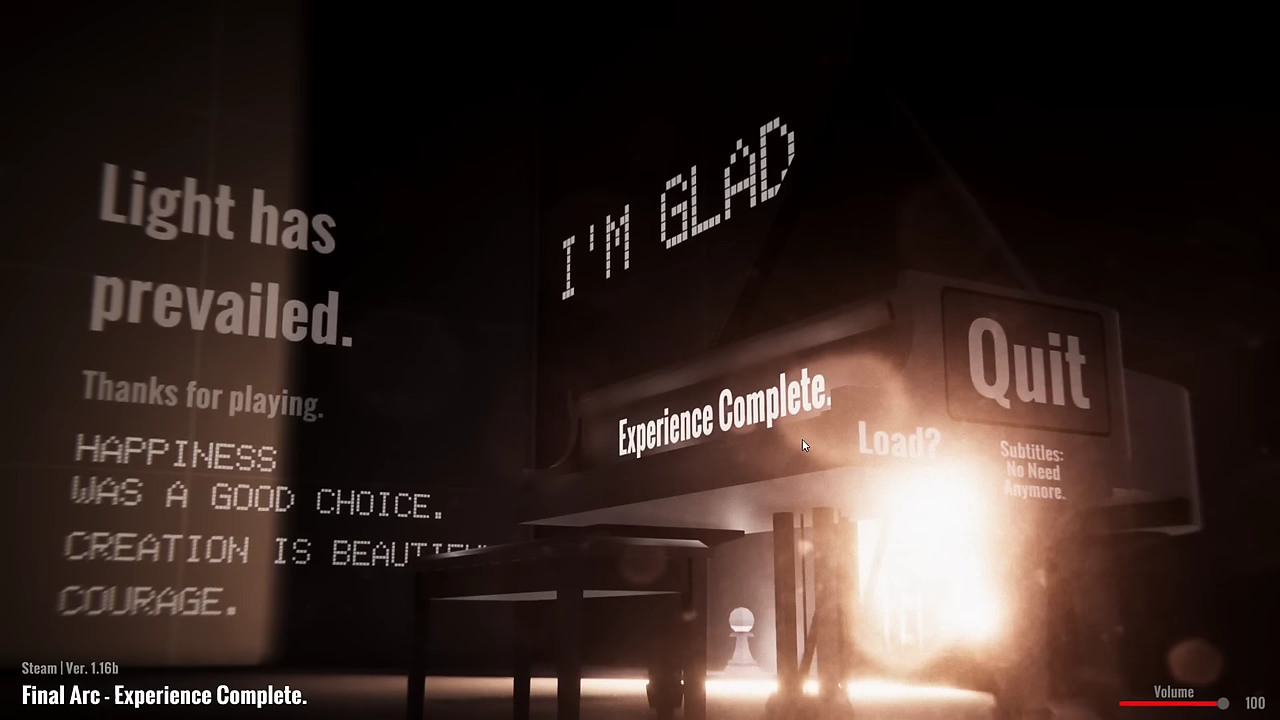 Light has
prevailed.
Thanks for playing.
HAPPINESS
WAS A GOOD CHOICE.
CREATION IS
COURAGE.
I'M GLAD
Experience Complete.
Load?
Quit
Subtitles:
No Need
Anymore.
Steam | Ver. 1.16b
Final Arc - Experience Complete.
Volume
100